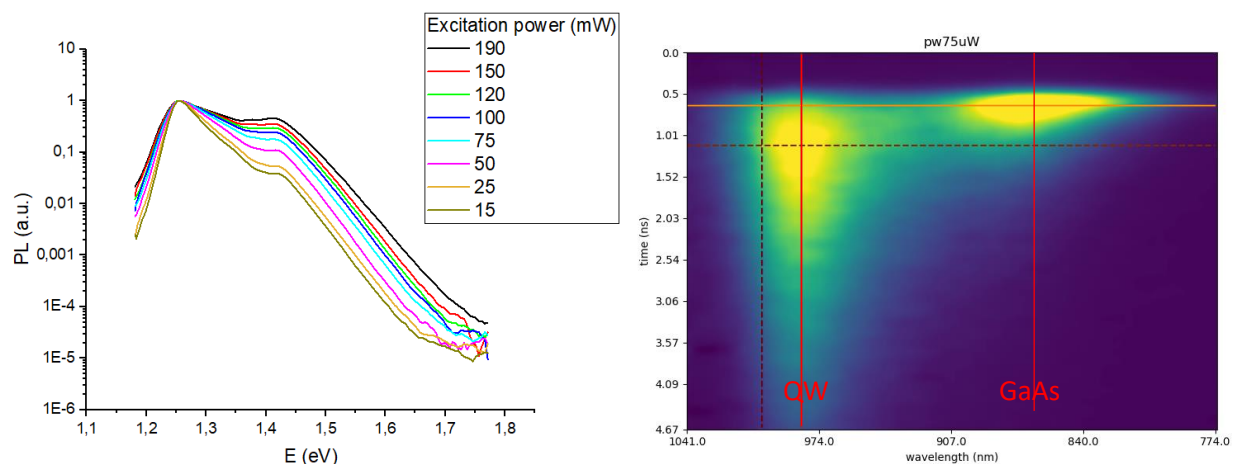 Excitation power (mW)
190
150
120
100
75
50
25
15
10
1
0,1
0,01
0,001
1E-4
1E-5
1E-6
PL (a.u.)
1,1 1,2 1,3 1,4 1,5 1,6 1,7 1,8
E (eV)
pw75uW
0.0
0.5
1.01
1.52
2.03
2.54
3.06
3.57
4.09
4.67
time (ns)
QW GaAs
1041.0 974.0 907.0 840.0 774.0
wavelength (nm)